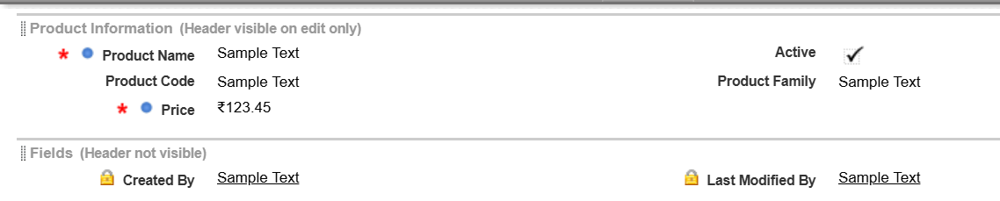 Product Information (Header visible on edit only)
* Product Name Sample Text Active
Product Code Sample Text Product Family Sample Text
* Price ₹123.45
Fields (Header not visible)
Created By Sample Text Last Modified By Sample Text